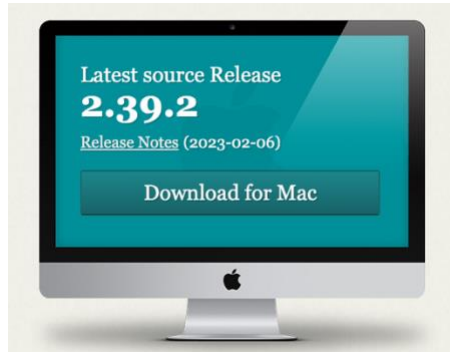 Latest source Release
2.39.2
Release Notes (2023-02-06)
Download for Mac